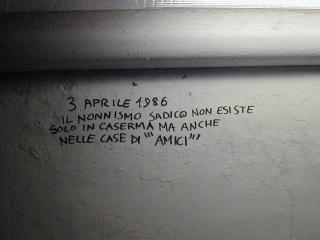 3 APRILE 1986
IL NONNISMO SADICO NON ESISTE
SOLO IN CASERMA MA ANCHE
NELLE CASE DI """AMICI"""